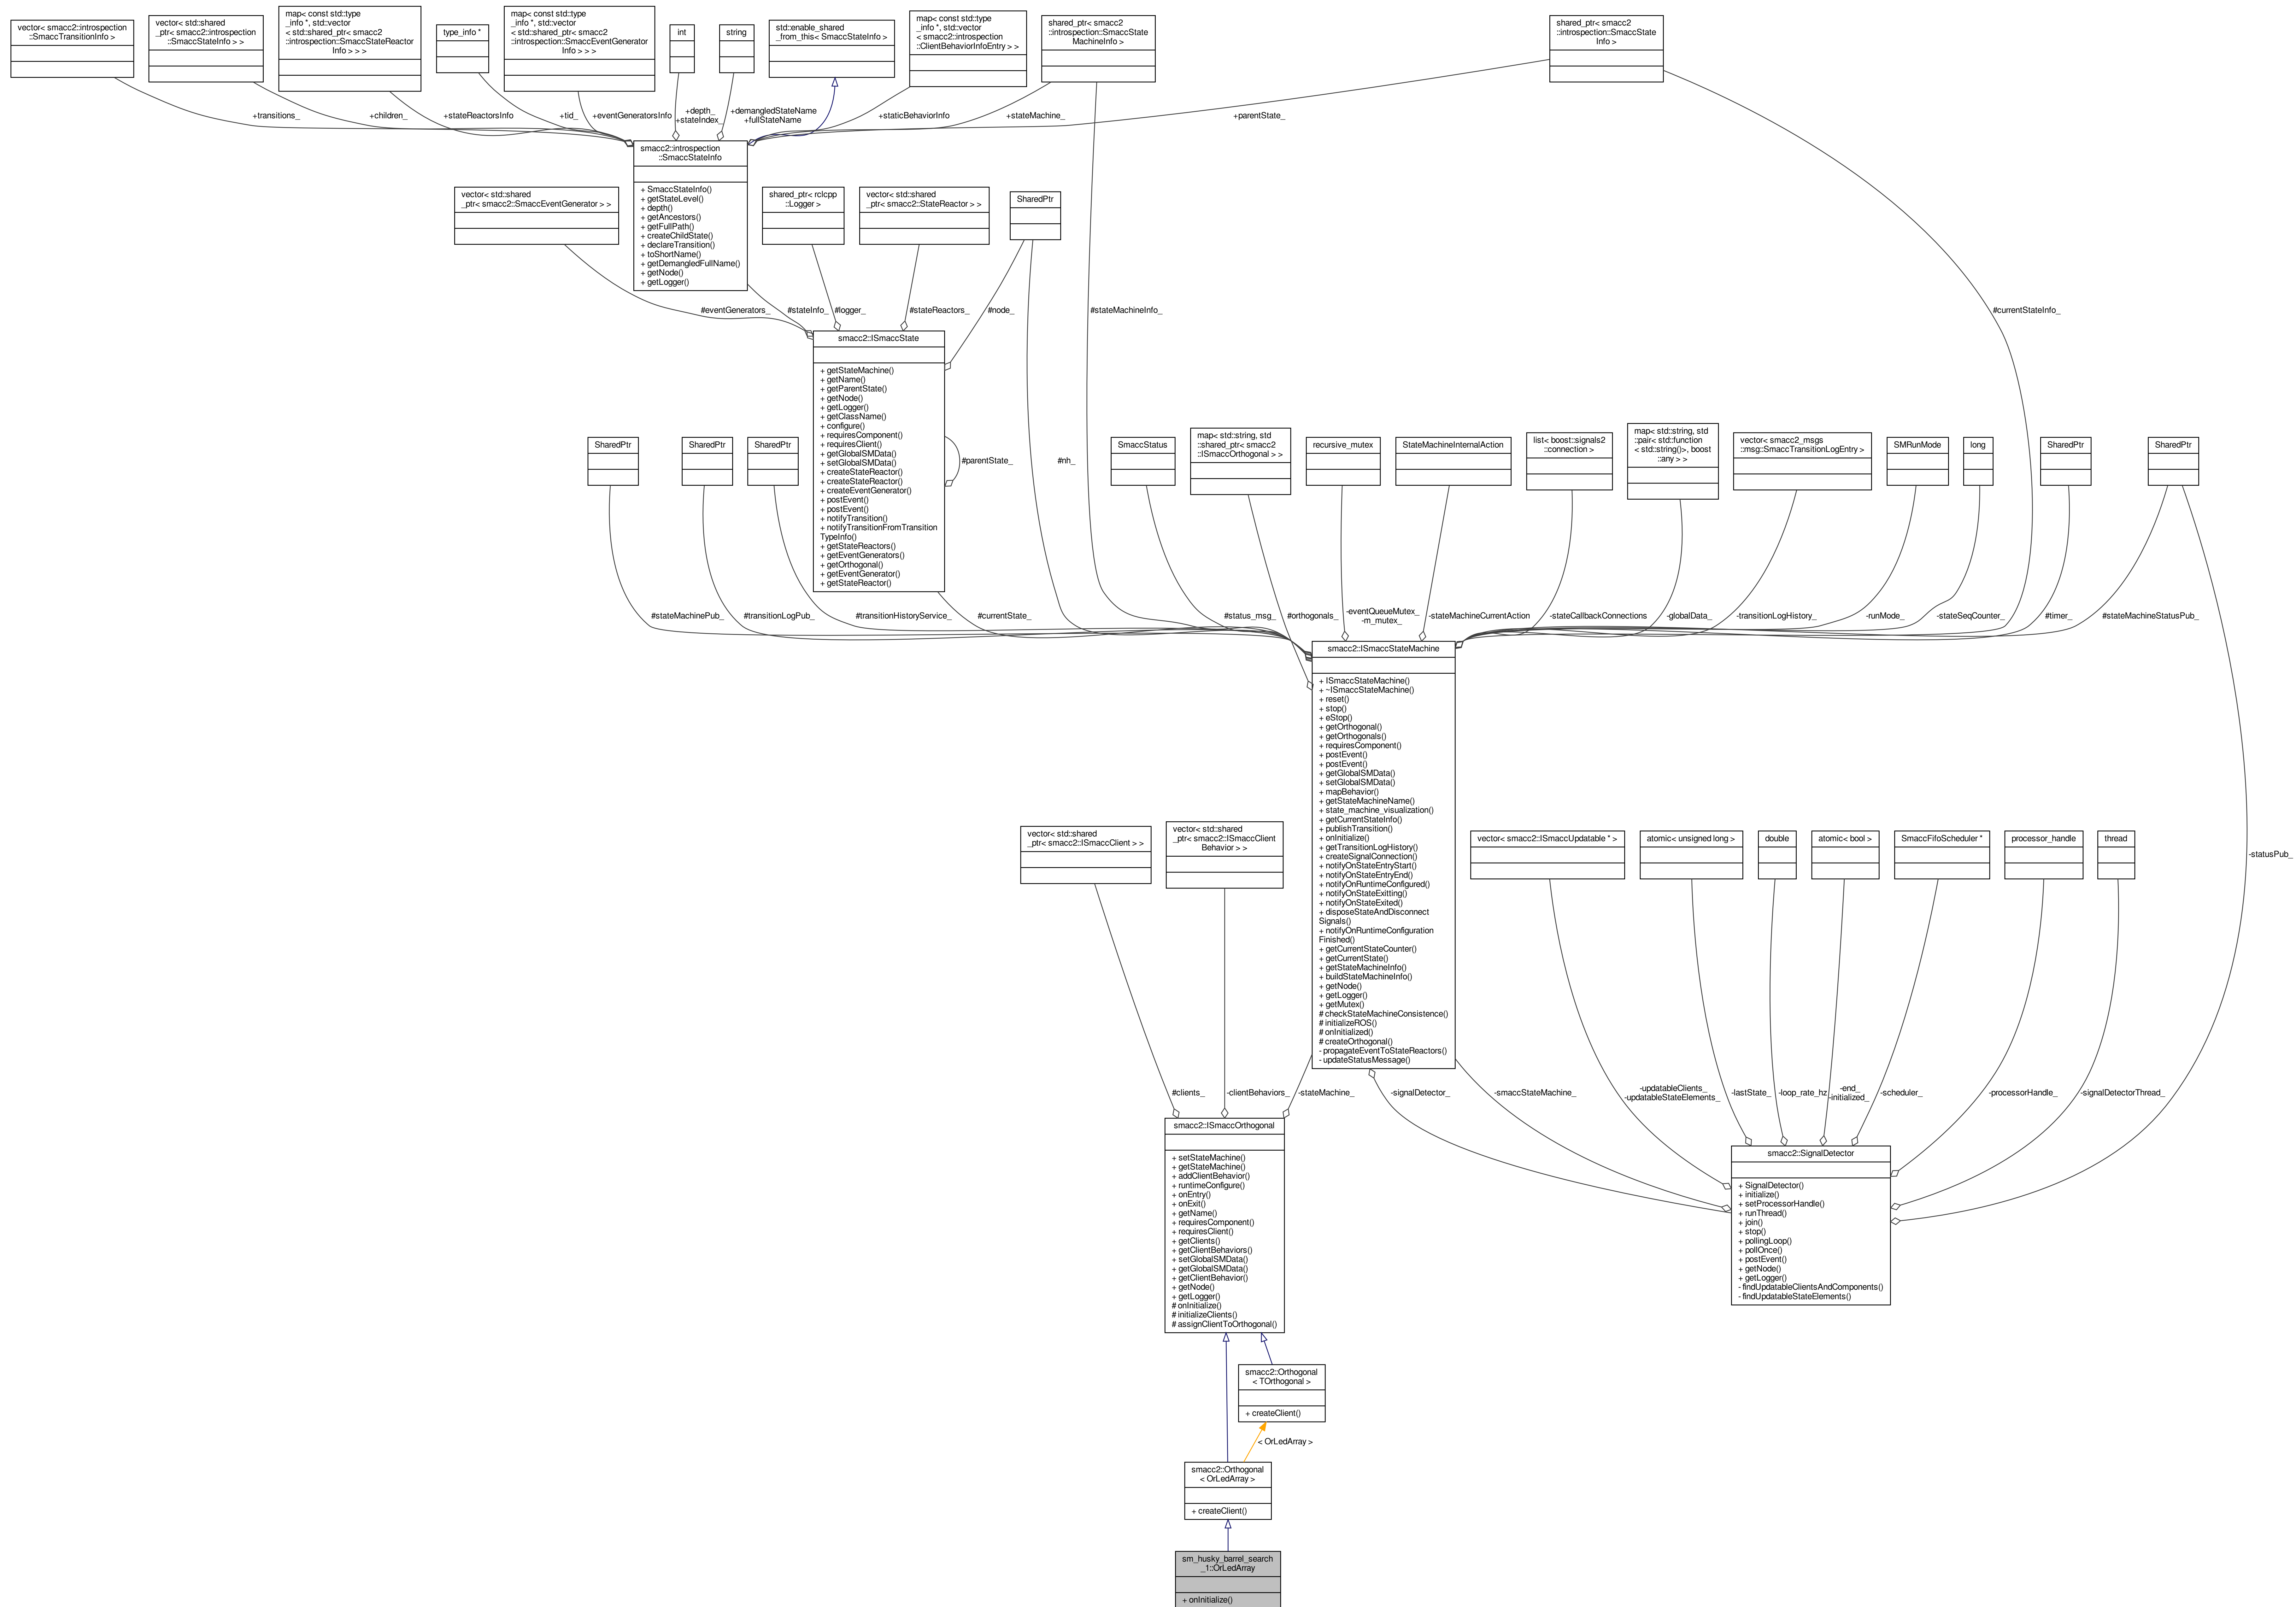 vector< smacc2::introspection
::SmaccTransitionInfo >
vector< std::shared
_ptr< smacc2::introspection
::SmaccStateInfo > >
map< const std::type
_info *, std::vector
< std::shared_ptr< smacc2
::introspection::SmaccStateReactor
Info > > >
type_info *
map< const std::type
_info *, std::vector
< std::shared_ptr< smacc2
::introspection::SmaccEventGenerator
Info > > >
int
string
std::enable_shared
_from_this< SmaccStateInfo >
map< const std::type
_info *, std::vector
< smacc2::introspection
::ClientBehaviorInfoEntry > >
shared_ptr< smacc2
::introspection::SmaccState
MachineInfo >
shared_ptr< smacc2
::introspection::SmaccState
Info >
+transitions_
+children_
+stateReactorsInfo
+tid_
+eventGeneratorsInfo
+depth_
+stateIndex_
+demangledStateName
+fullStateName
+staticBehaviorInfo
+stateMachine_
+parentState_
smacc2::introspection
::SmaccStateInfo
+ SmaccStateInfo()
+ getStateLevel()
+ depth()
+ getAncestors()
+ getFullPath()
+ createChildState()
+ declareTransition()
+ toShortName()
+ getDemangledFullName()
+ getNode()
+ getLogger()
vector< std::shared
_ptr< smacc2::SmaccEventGenerator > >
shared_ptr< rclcpp
::Logger >
vector< std::shared
_ptr< smacc2::StateReactor > >
SharedPtr
#eventGenerators_
#stateInfo_
#logger_
#stateReactors_
#node_
#stateMachineInfo_
#currentStateInfo_
smacc2::ISmaccState
+ getStateMachine()
+ getName()
+ getParentState()
+ getNode()
+ getLogger()
+ getClassName()
+ configure()
+ requiresComponent()
+ requiresClient()
+ getGlobalSMData()
+ setGlobalSMData()
+ createStateReactor()
+ createStateReactor()
+ createEventGenerator()
+ postEvent()
+ postEvent()
+ notifyTransition()
+ notifyTransitionFromTransition
TypeInfo()
+ getStateReactors()
+ getEventGenerators()
+ getOrthogonal()
+ getEventGenerator()
+ getStateReactor()
#parentState_
#nh_
SharedPtr
SharedPtr
SharedPtr
SmaccStatus
map< std::string, std
::shared_ptr< smacc2
::ISmaccOrthogonal > >
recursive_mutex
StateMachineInternalAction
list< boost::signals2
::connection >
map< std::string, std
::pair< std::function
< std::string()>, boost
::any > >
vector< smacc2_msgs
::msg::SmaccTransitionLogEntry >
SMRunMode
long
SharedPtr
SharedPtr
#stateMachinePub_
#transitionLogPub_
#transitionHistoryService_
#currentState_
#status_msg_
#orthogonals_
-eventQueueMutex_
-m_mutex_
-stateMachineCurrentAction
-stateCallbackConnections
-globalData_
-transitionLogHistory_
-runMode_
-stateSeqCounter_
#timer_
#stateMachineStatusPub_
smacc2::ISmaccStateMachine
+ ISmaccStateMachine()
+ ~ISmaccStateMachine()
+ reset()
+ stop()
+ eStop()
+ getOrthogonal()
+ getOrthogonals()
+ requiresComponent()
+ postEvent()
+ postEvent()
+ getGlobalSMData()
+ setGlobalSMData()
+ mapBehavior()
+ getStateMachineName()
+ state_machine_visualization()
+ getCurrentStateInfo()
+ publishTransition()
+ onInitialize()
+ getTransitionLogHistory()
+ createSignalConnection()
+ notifyOnStateEntryStart()
+ notifyOnStateEntryEnd()
+ notifyOnRuntimeConfigured()
+ notifyOnStateExitting()
+ notifyOnStateExited()
+ disposeStateAndDisconnect
Signals()
+ notifyOnRuntimeConfiguration
Finished()
+ getCurrentStateCounter()
+ getCurrentState()
+ getStateMachineInfo()
+ buildStateMachineInfo()
+ getNode()
+ getLogger()
+ getMutex()
# checkStateMachineConsistence()
# initializeROS()
# onInitialized()
# createOrthogonal()
- propagateEventToStateReactors()
- updateStatusMessage()
vector< std::shared
_ptr< smacc2::ISmaccClient > >
vector< std::shared
_ptr< smacc2::ISmaccClient
Behavior > >
vector< smacc2::ISmaccUpdatable * >
atomic< unsigned long >
double
atomic< bool >
SmaccFifoScheduler *
processor_handle
thread
-statusPub_
#clients_
-clientBehaviors_
-stateMachine_
-signalDetector_
-smaccStateMachine_
-updatableClients_
-updatableStateElements_
-lastState_
-loop_rate_hz
-end_
-initialized_
-scheduler_
-processorHandle_
-signalDetectorThread_
smacc2::ISmaccOrthogonal
+ setStateMachine()
+ getStateMachine()
+ addClientBehavior()
+ runtimeConfigure()
+ onEntry()
+ onExit()
+ getName()
+ requiresComponent()
+ requiresClient()
+ getClients()
+ getClientBehaviors()
+ setGlobalSMData()
+ getGlobalSMData()
+ getClientBehavior()
+ getNode()
+ getLogger()
# onInitialize()
# initializeClients()
# assignClientToOrthogonal()
smacc2::SignalDetector
+ SignalDetector()
+ initialize()
+ setProcessorHandle()
+ runThread()
+ join()
+ stop()
+ pollingLoop()
+ pollOnce()
+ postEvent()
+ getNode()
+ getLogger()
- findUpdatableClientsAndComponents()
- findUpdatableStateElements()
smacc2::Orthogonal
< TOrthogonal >
+ createClient()
< OrLedArray >
smacc2::Orthogonal
< OrLedArray >
+ createClient()
sm_husky_barrel_search
_1::OrLedArray
+ onInitialize()